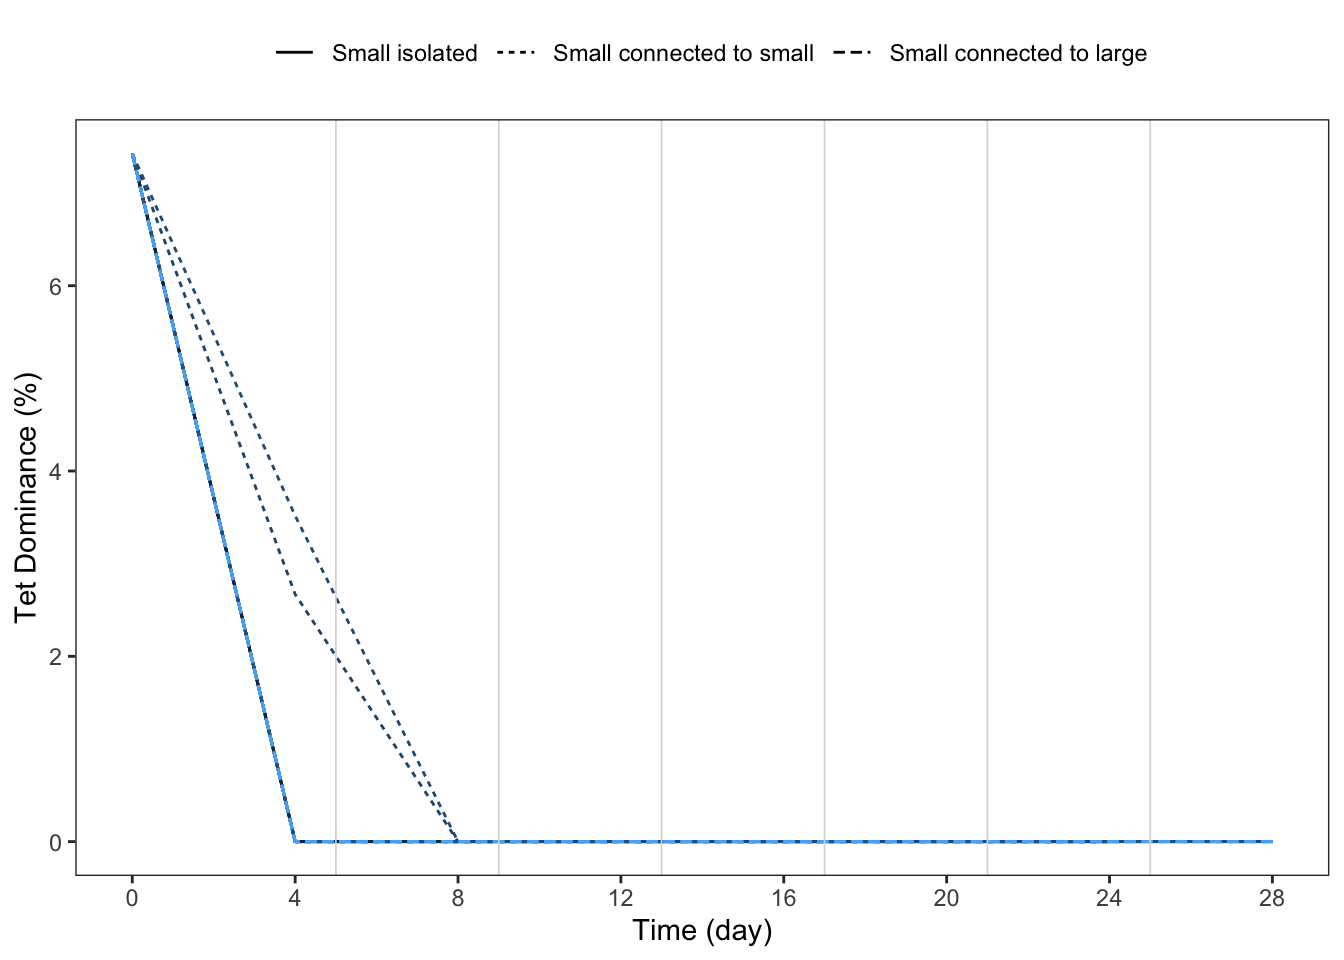 Small isolated Small connected to small Small connected to large
6
4
2
0
Tet Dominance (%)
0 4 8 12 16 20 24 28
Time (day)